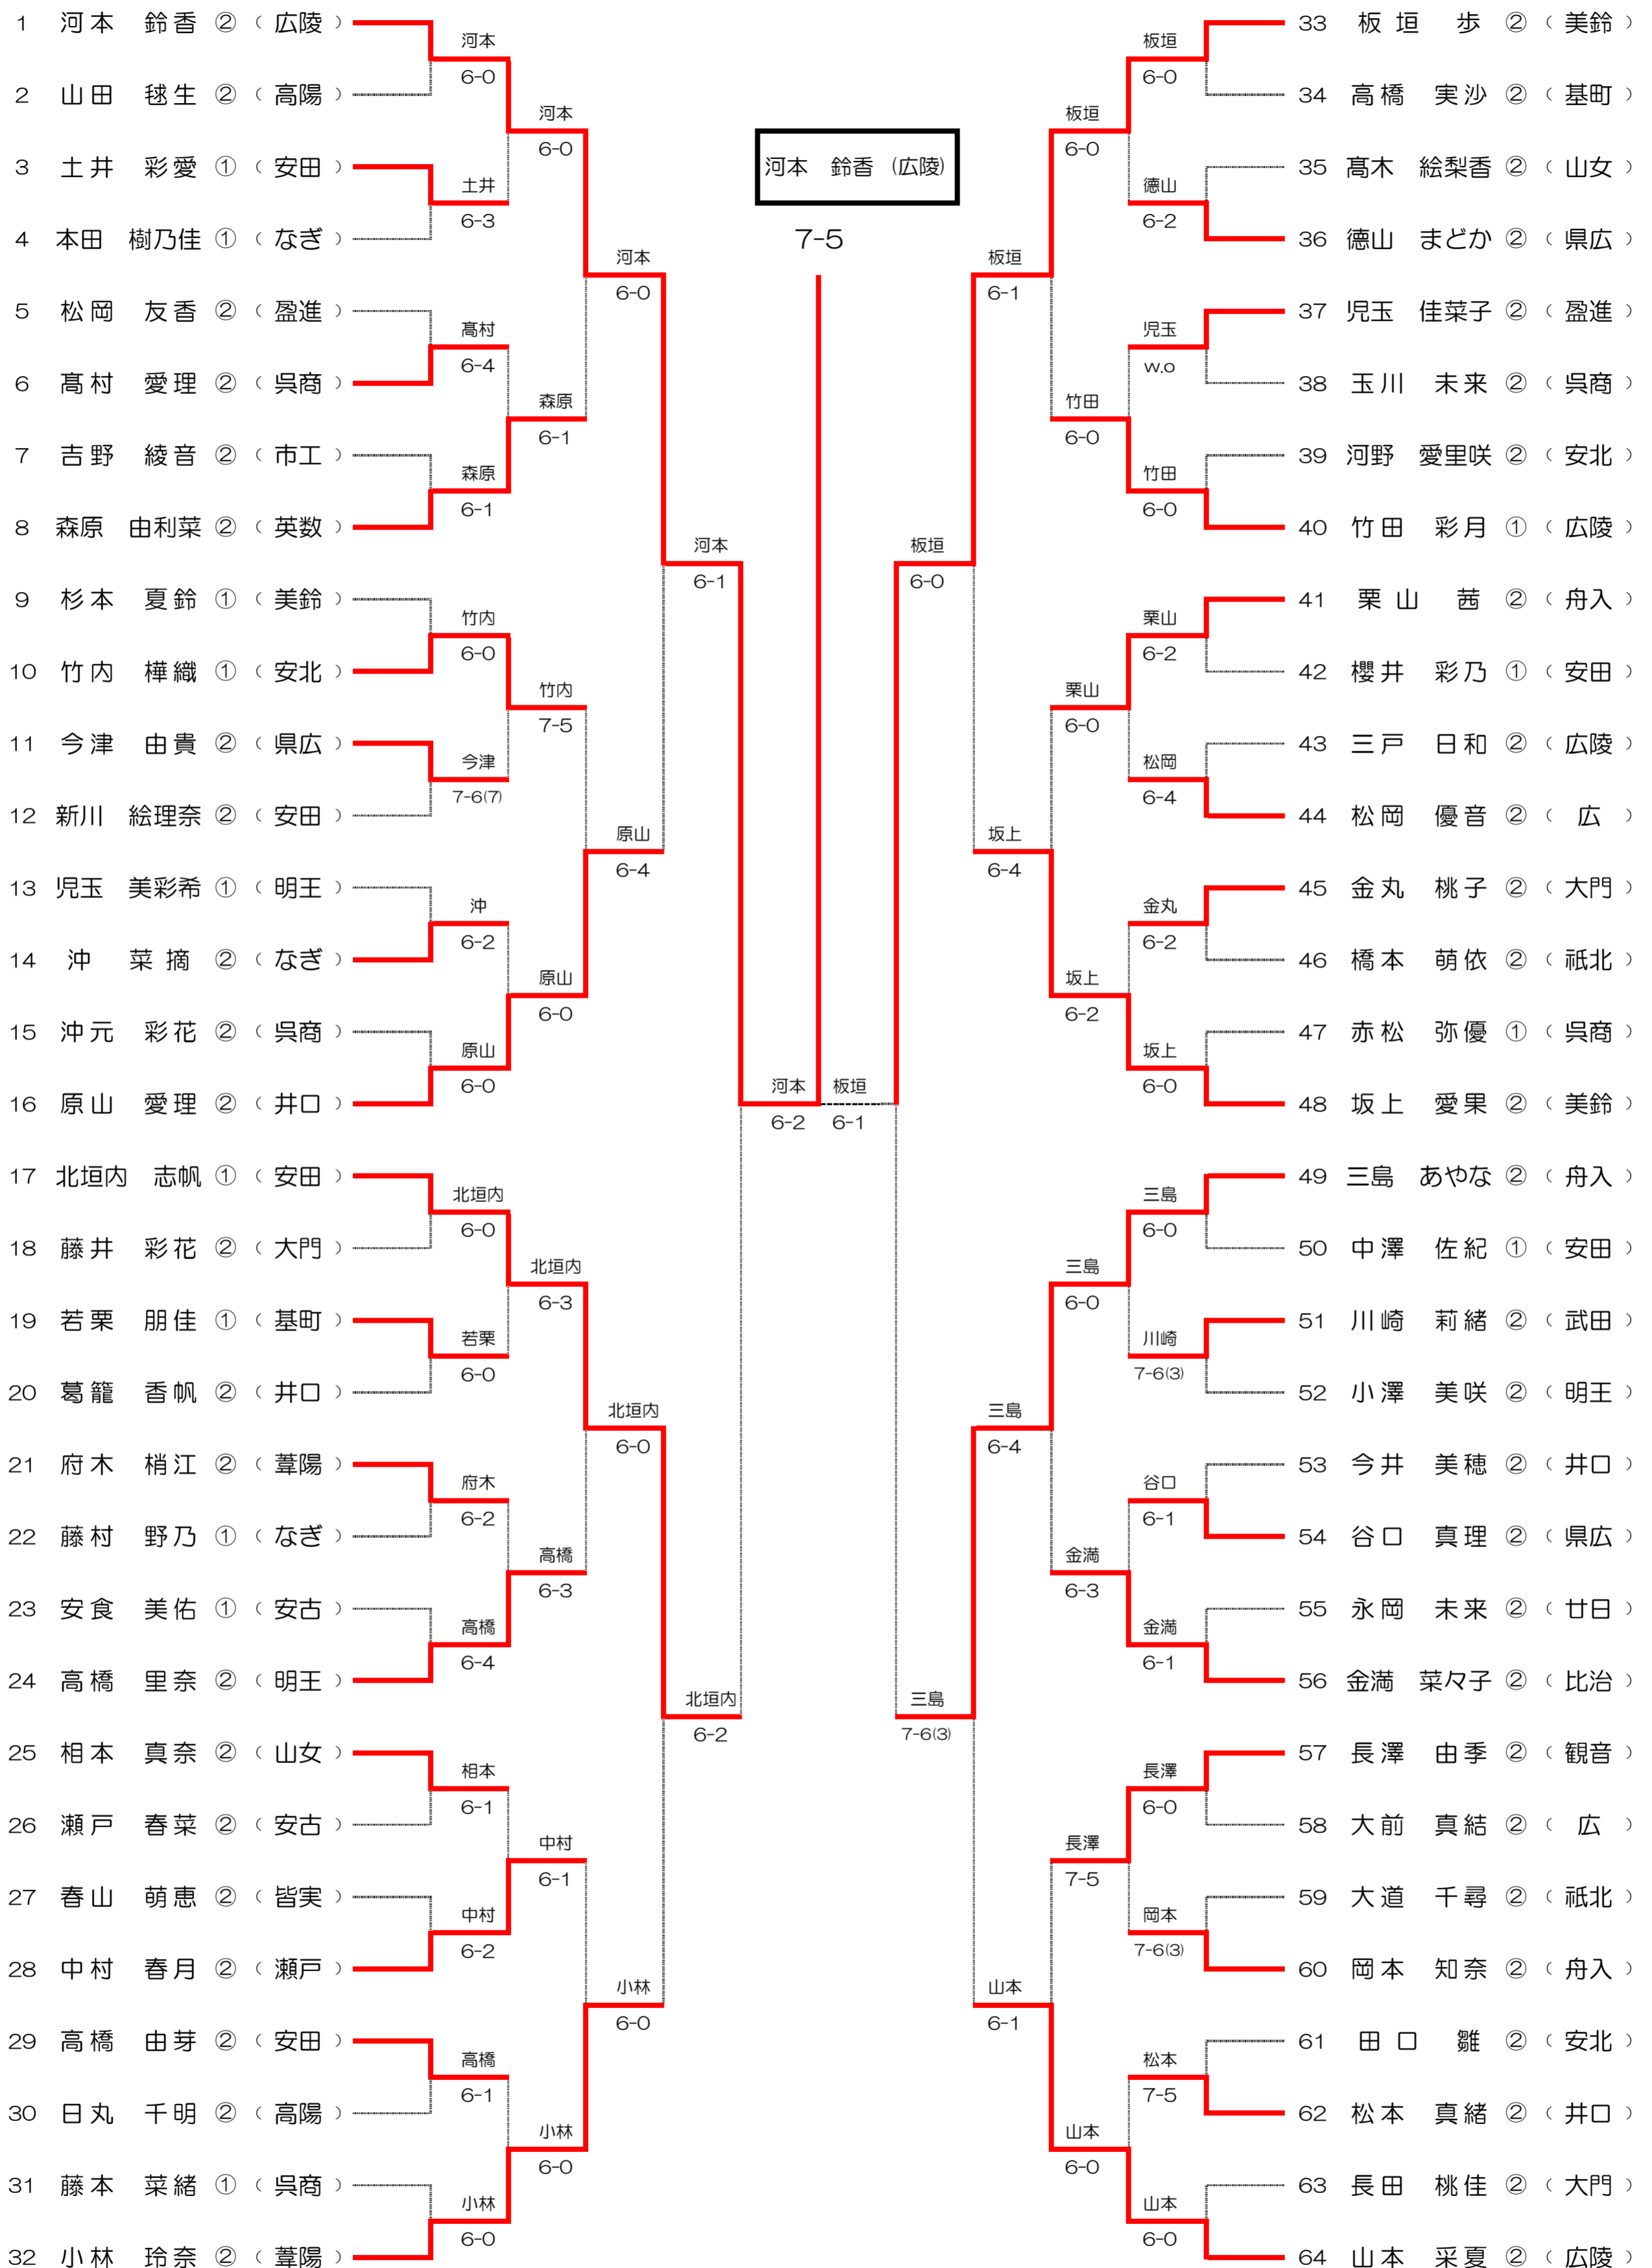 1 河本 鈴香 ② （ 広陵 ）
2 山田 毬生 ② （ 高陽 ）
3 土井 彩愛 ① （ 安田 ）
4 本田 樹乃佳 ① （ なぎ ）
5 松岡 友香 ② （ 盈進 ）
6 髙村 愛理 ② （ 呉商 ）
7 吉野 綾音 ② （ 市工 ）
8 森原 由利菜 ② （ 英数 ）
9 杉本 夏鈴 ① （ 美鈴 ）
10 竹内 樺織 ① （ 安北 ）
11 今津 由貴 ② （ 県広 ）
12 新川 絵理奈 ② （ 安田 ）
13 児玉 美彩希 ① （ 明王 ）
14 沖 菜摘 ② （ なぎ ）
15 沖元 彩花 ② （ 呉商 ）
16 原山 愛理 ② （ 井口 ）
17 北垣内 志帆 ① （ 安田 ）
18 藤井 彩花 ② （ 大門 ）
19 若栗 朋佳 ① （ 基町 ）
20 葛籠 香帆 ② （ 井口 ）
21 府木 梢江 ② （ 葦陽 ）
22 藤村 野乃 ① （ なぎ ）
23 安食 美佑 ① （ 安古 ）
24 高橋 里奈 ② （ 明王 ）
25 相本 真奈 ② （ 山女 ）
26 瀬戸 春菜 ② （ 安古 ）
27 春山 萌恵 ② （ 皆実 ）
28 中村 春月 ② （ 瀬戸 ）
29 高橋 由芽 ② （ 安田 ）
30 日丸 千明 ② （ 高陽 ）
31 藤本 菜緒 ① （ 呉商 ）
32 小林 玲奈 ② （ 葦陽 ）
河本
6-0
土井
6-3
髙村
6-4
森原
6-1
竹内
6-0
今津
7-6(7)
沖
6-2
原山
6-0
北垣内
6-0
若栗
6-0
府木
6-2
高橋
6-4
相本
6-1
中村
6-2
高橋
6-1
小林
6-0
河本
6-0
森原
6-1
竹内
7-5
原山
6-0
北垣内
6-3
高橋
6-3
中村
6-1
小林
6-0
河本
6-0
原山
6-4
北垣内
6-0
小林
6-0
河本
6-1
北垣内
6-2
河本
6-2
河本 鈴香 (広陵)
7-5
板垣
6-1
板垣
6-0
三島
7-6(3)
板垣
6-1
坂上
6-4
三島
6-4
山本
6-1
板垣
6-0
竹田
6-0
栗山
6-0
坂上
6-2
三島
6-0
金満
6-3
長澤
7-5
山本
6-0
板垣
6-0
德山
6-2
児玉
w.o
竹田
6-0
栗山
6-2
松岡
6-4
金丸
6-2
坂上
6-0
三島
6-0
川崎
7-6(3)
谷口
6-1
金満
6-1
長澤
6-0
岡本
7-6(3)
松本
7-5
山本
6-0
33 板垣 歩 ② （ 美鈴 ）
34 高橋 実沙 ② （ 基町 ）
35 髙木 絵梨香 ② （ 山女 ）
36 德山 まどか ② （ 県広 ）
37 児玉 佳菜子 ② （ 盈進 ）
38 玉川 未来 ② （ 呉商 ）
39 河野 愛里咲 ② （ 安北 ）
40 竹田 彩月 ① （ 広陵 ）
41 栗山 茜 ② （ 舟入 ）
42 櫻井 彩乃 ① （ 安田 ）
43 三戸 日和 ② （ 広陵 ）
44 松岡 優音 ② （ 広 ）
45 金丸 桃子 ② （ 大門 ）
46 橋本 萌依 ② （ 祇北 ）
47 赤松 弥優 ① （ 呉商 ）
48 坂上 愛果 ② （ 美鈴 ）
49 三島 あやな ② （ 舟入 ）
50 中澤 佐紀 ① （ 安田 ）
51 川崎 莉緒 ② （ 武田 ）
52 小澤 美咲 ② （ 明王 ）
53 今井 美穂 ② （ 井口 ）
54 谷口 真理 ② （ 県広 ）
55 永岡 未来 ② （ 廿日 ）
56 金満 菜々子 ② （ 比治 ）
57 長澤 由季 ② （ 観音 ）
58 大前 真結 ② （ 広 ）
59 大道 千尋 ② （ 祇北 ）
60 岡本 知奈 ② （ 舟入 ）
61 田口 雛 ② （ 安北 ）
62 松本 真緒 ② （ 井口 ）
63 長田 桃佳 ② （ 大門 ）
64 山本 采夏 ② （ 広陵 ）